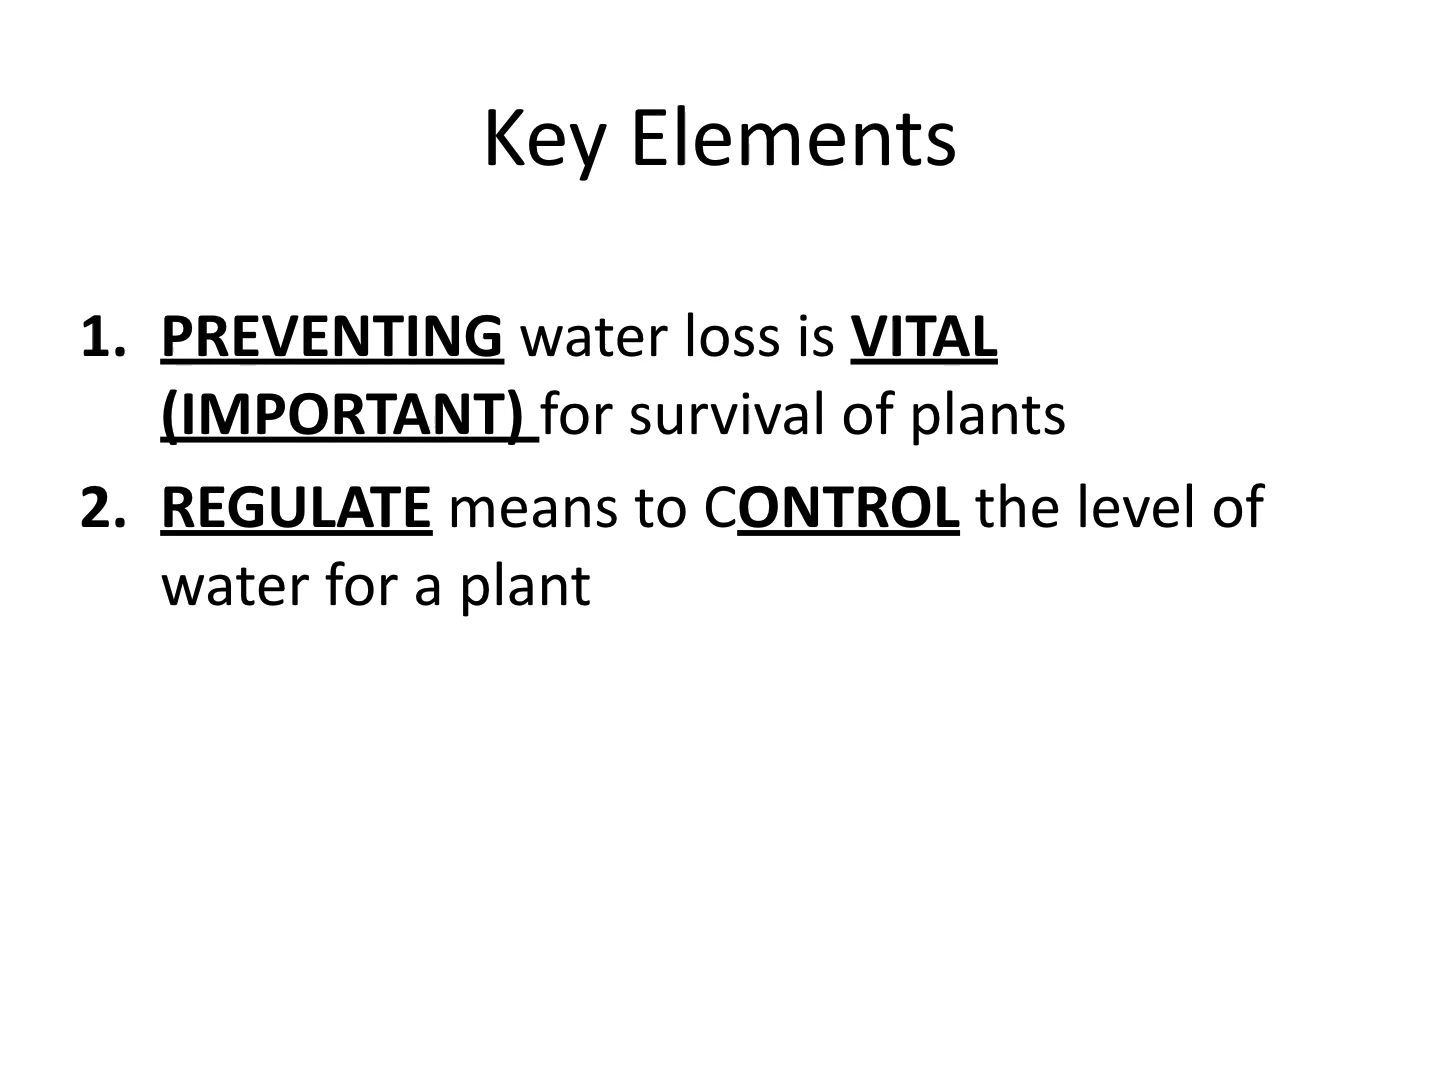 Key Elements
1. PREVENTING water loss is VITAL
(IMPORTANT) for survival of plants
2. REGULATE means to CONTROL the level of
water for a plant